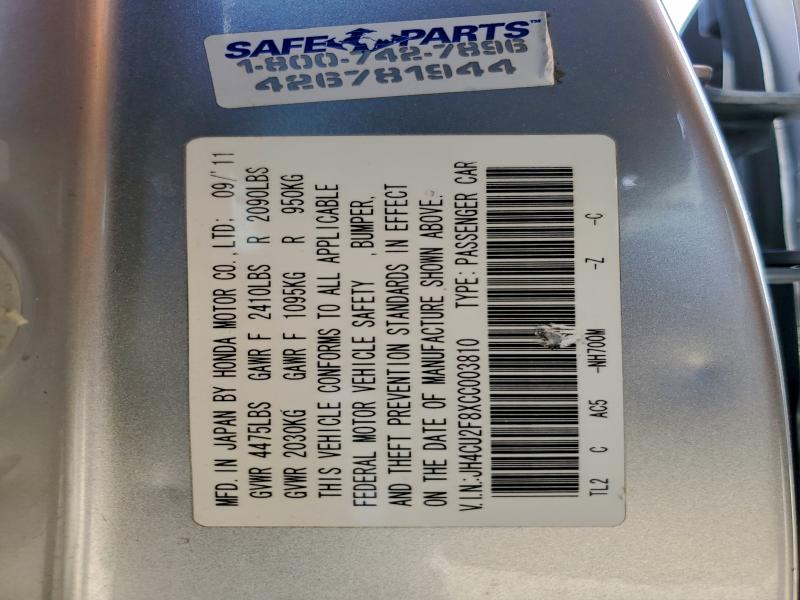 SAFE PARTS™
1-800-742-7896
426781944
MFD. IN JAPAN BY HONDA MOTOR CO., LTD; 09/'11
GVWR 4475LBS GAWR F 2410LBS R 2090LBS
GVWR 2030KG GAWR F 1095KG R 950KG
THIS VEHICLE CONFORMS TO ALL APPLICABLE
FEDERAL MOTOR VEHICLE SAFETY ,BUMPER,
AND THEFT PREVENTION STANDARDS IN EFFECT
ON THE DATE OF MANUFACTURE SHOWN ABOVE.
V.I.N.:JH4CU2F8XCC003810 TYPE: PASSENGER CAR
TL2 C AC5 -NH700M -Z -C